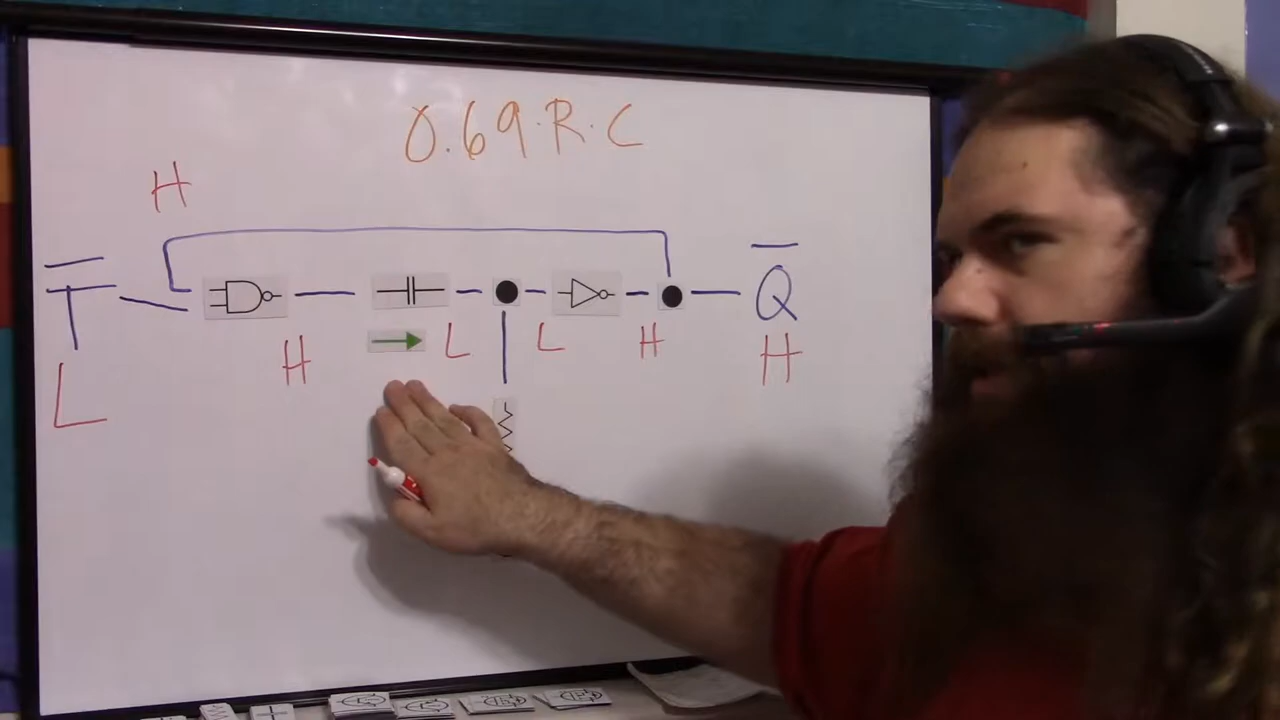 0.69·R·C
H
T̅ Q̅
H L L H H
L